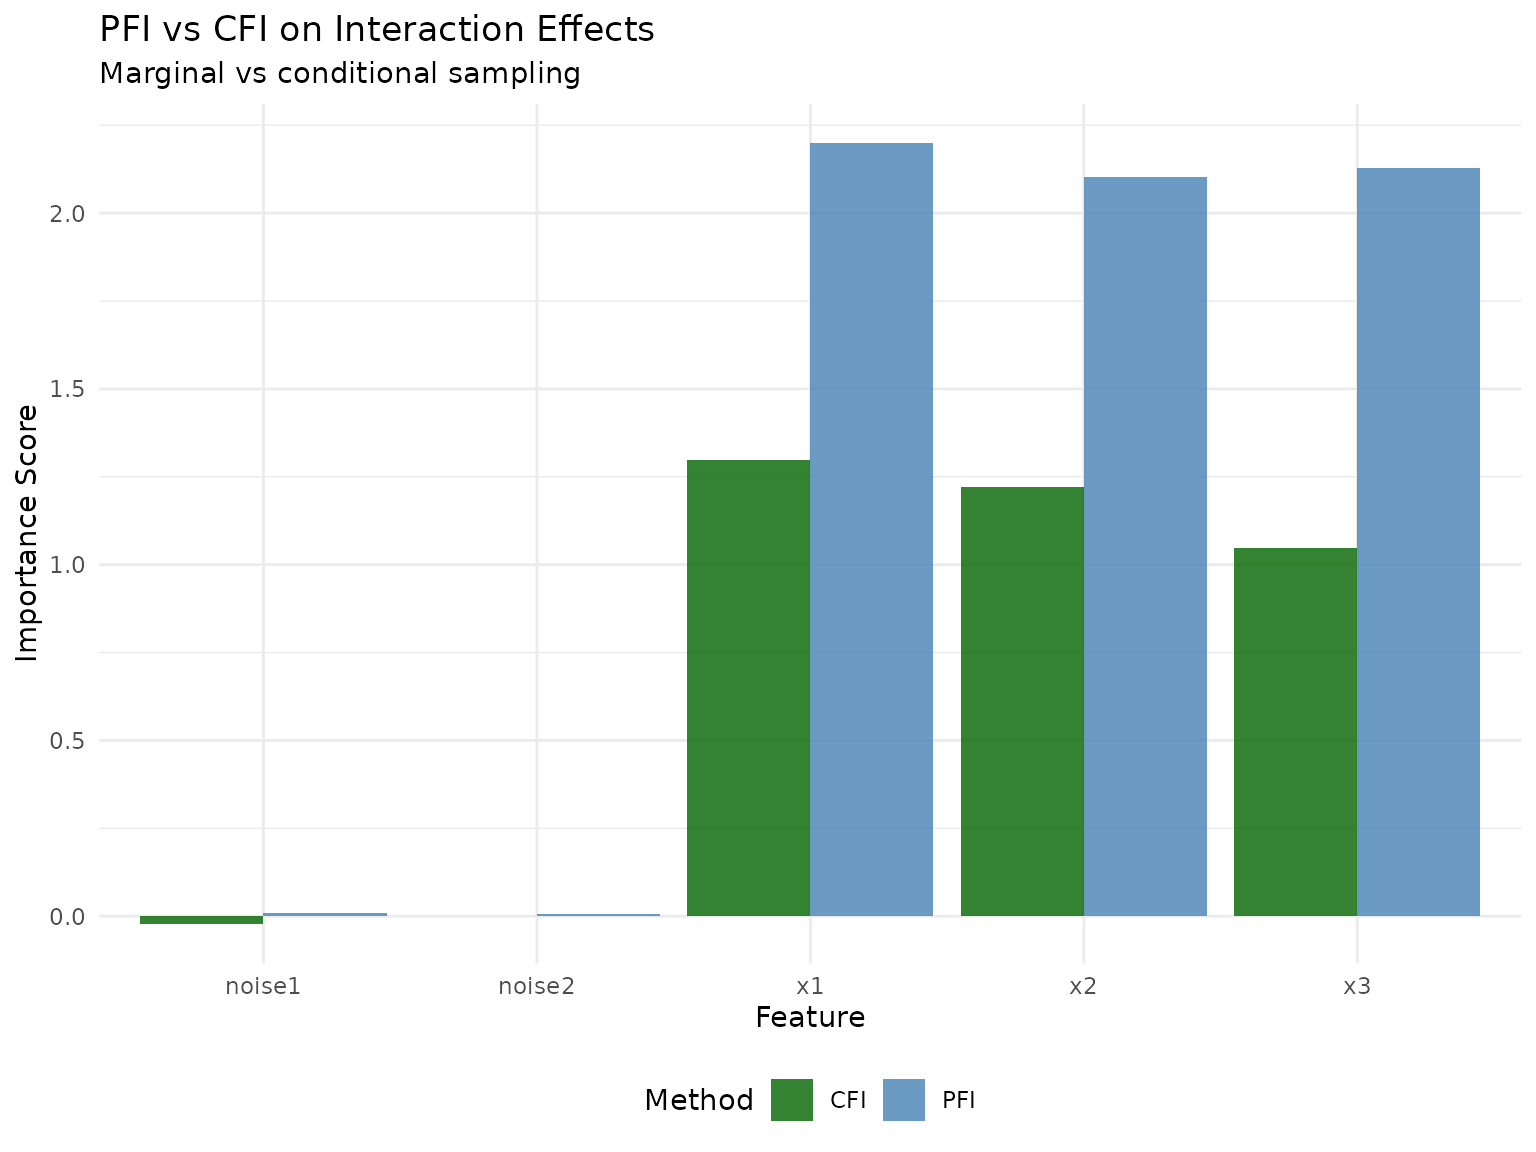 PFI vs CFI on Interaction Effects
Marginal vs conditional sampling
Importance Score
2.0
1.5
1.0
0.5
0.0
noise1 noise2 x1 x2 x3
Feature
Method CFI PFI